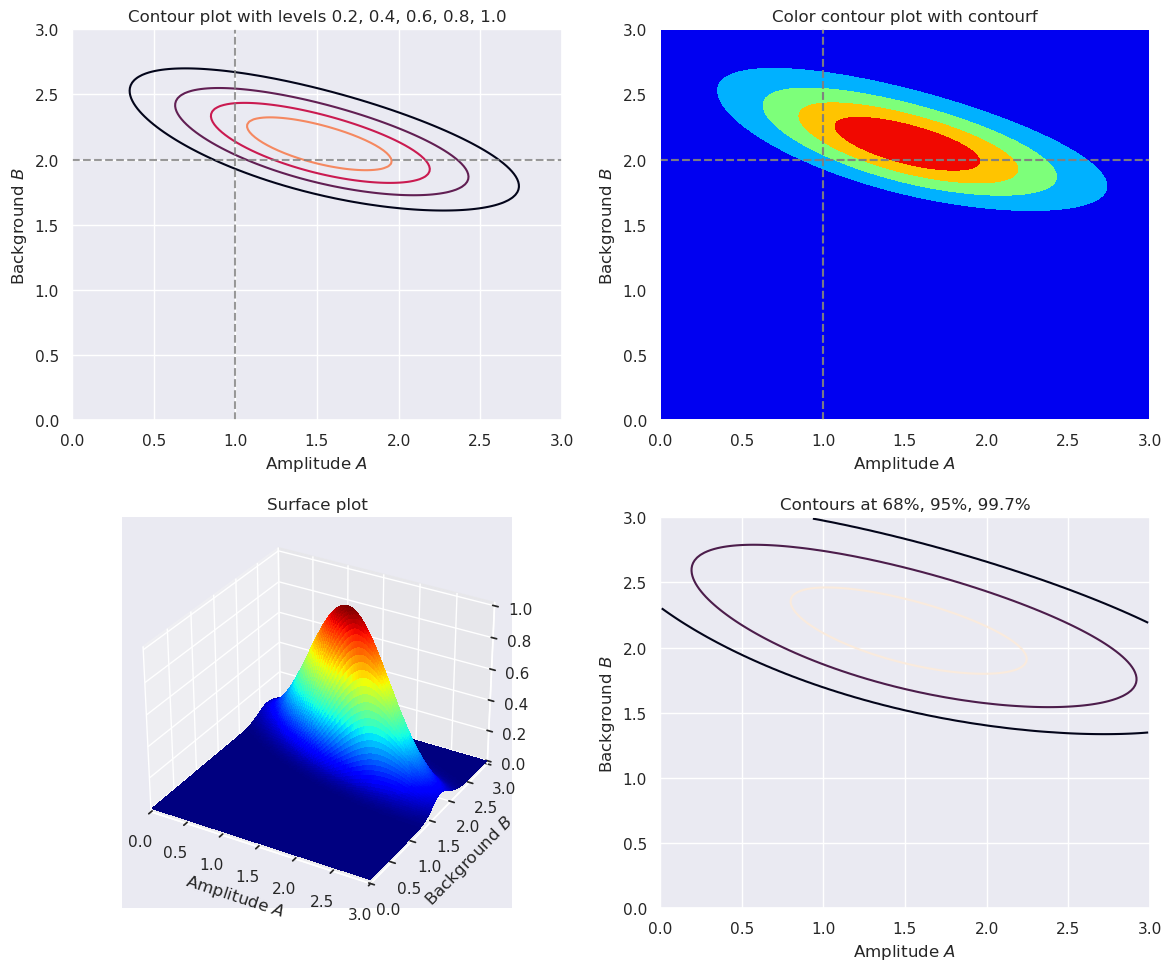 Contour plot with levels 0.2, 0.4, 0.6, 0.8, 1.0
3.0
2.5
2.0
1.5
1.0
0.5
0.0
Background B
0.0 0.5 1.0 1.5 2.0 2.5 3.0
Amplitude A
Color contour plot with contourf
3.0
2.5
2.0
1.5
1.0
0.5
0.0
Background B
0.0 0.5 1.0 1.5 2.0 2.5 3.0
Amplitude A
Surface plot
1.0
0.8
0.6
0.4
0.2
0.0
3.0
2.5
2.0
1.5
1.0
0.5
0.0
Background B
0.0 0.5 1.0 1.5 2.0 2.5 3.0
Amplitude A
Contours at 68%, 95%, 99.7%
3.0
2.5
2.0
1.5
1.0
0.5
0.0
Background B
0.0 0.5 1.0 1.5 2.0 2.5 3.0
Amplitude A